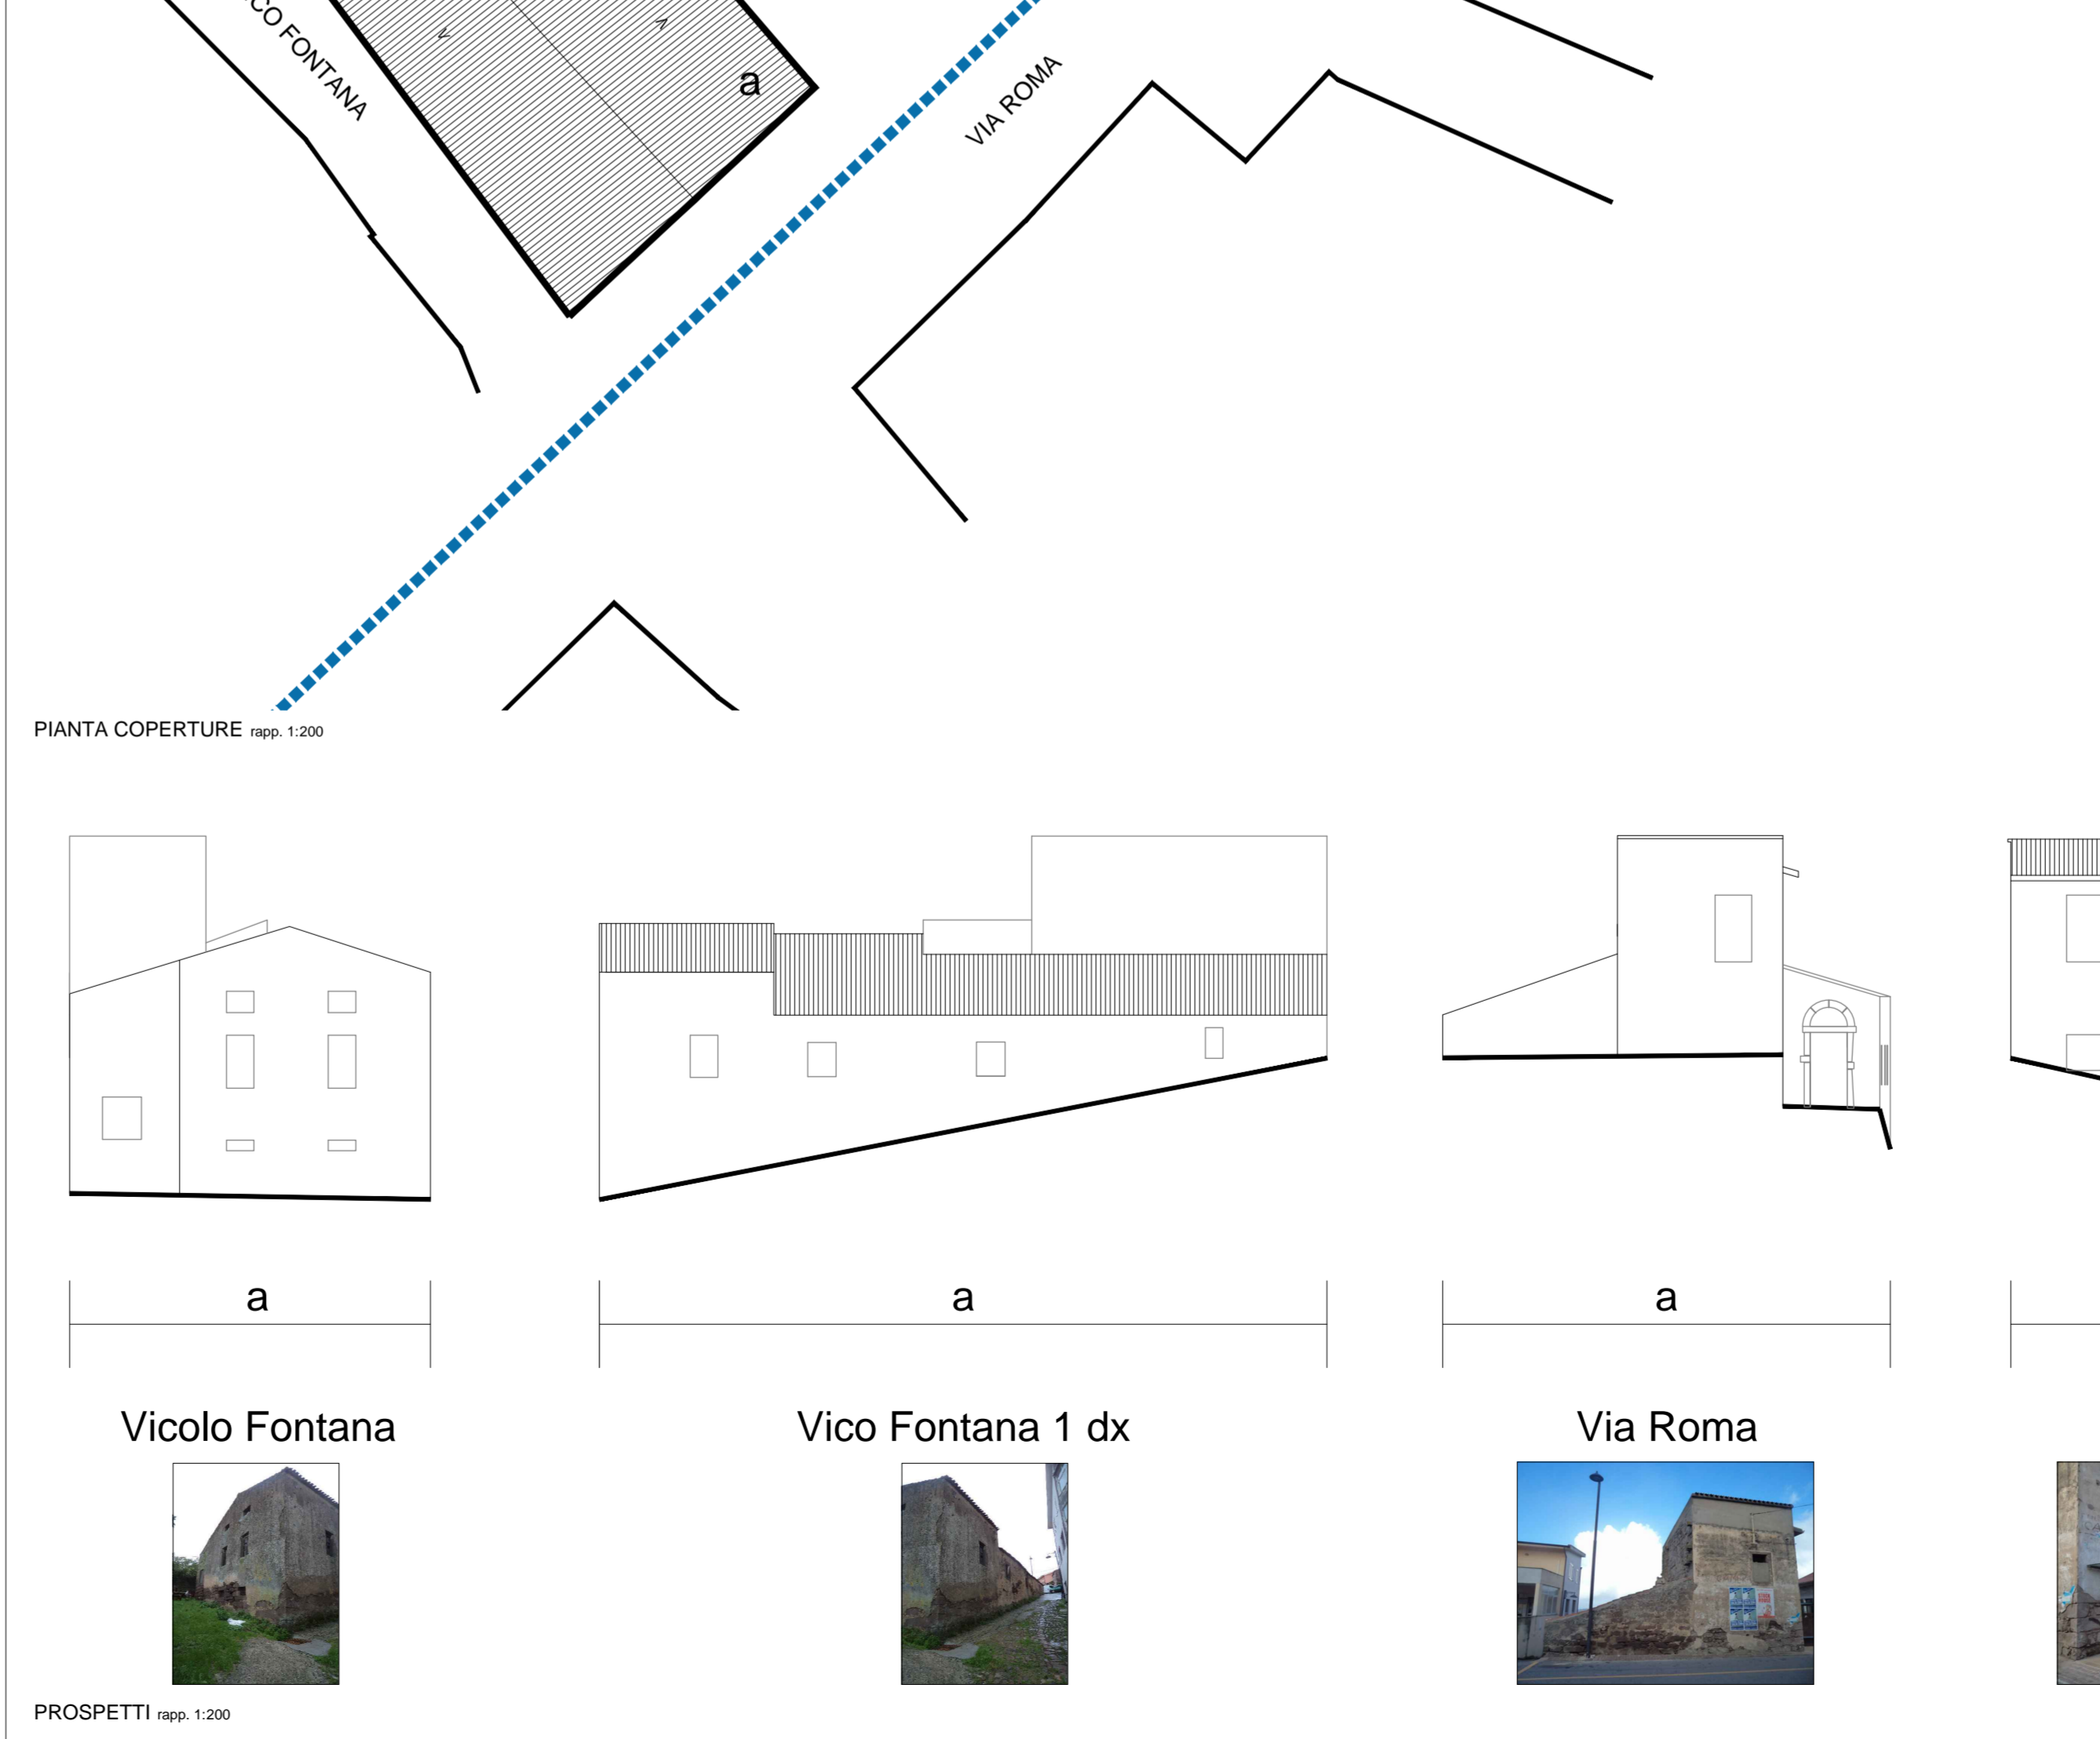 CO FONTANA
a
VIA ROMA
PIANTA COPERTURE rapp. 1:200
a
a
a
Vicolo Fontana
Vico Fontana 1 dx
Via Roma
PROSPETTI rapp. 1:200